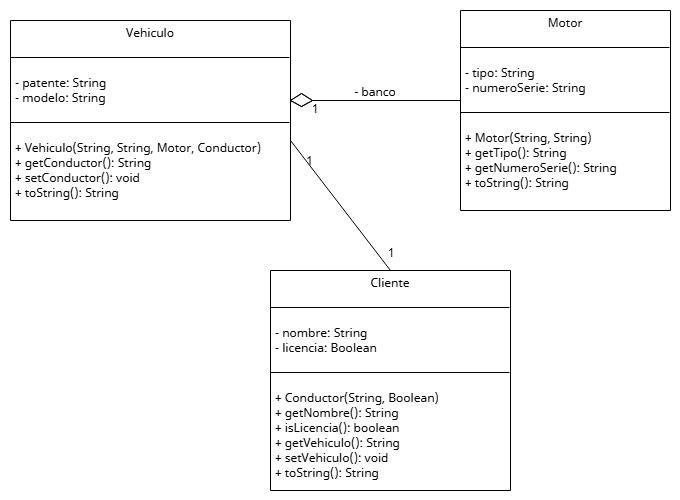 Vehiculo
- patente: String
- modelo: String
+ Vehiculo(String, String, Motor, Conductor)
+ getConductor(): String
+ setConductor(): void
+ toString(): String
- banco
1
Motor
- tipo: String
- numeroSerie: String
+ Motor(String, String)
+ getTipo(): String
+ getNumeroSerie(): String
+ toString(): String
1
1
Cliente
- nombre: String
- licencia: Boolean
+ Conductor(String, Boolean)
+ getNombre(): String
+ isLicencia(): boolean
+ getVehiculo(): String
+ setVehiculo(): void
+ toString(): String